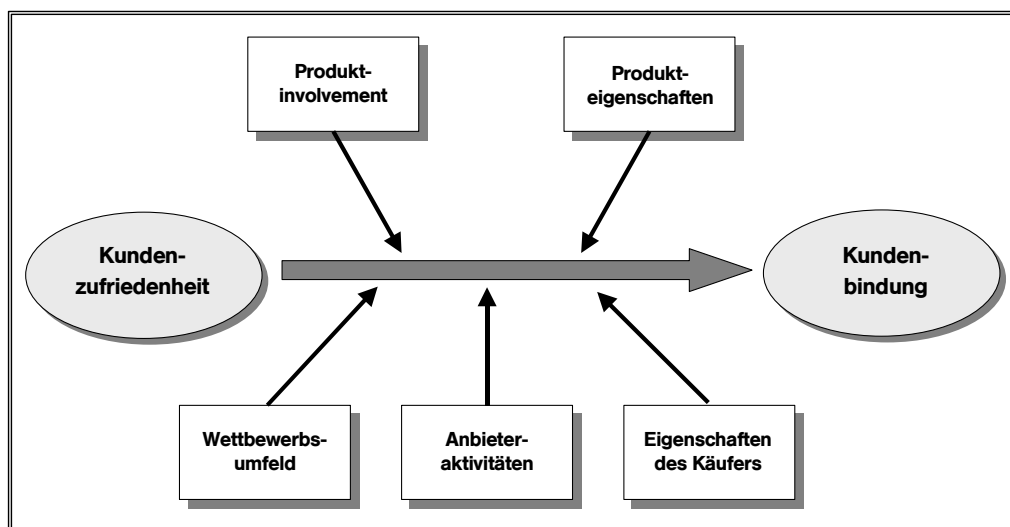 Produkt-
involvement
Produkt-
eigenschaften
Kunden-
zufriedenheit
Kunden-
bindung
Wettbewerbs-
umfeld
Anbieter-
aktivitäten
Eigenschaften
des Käufers